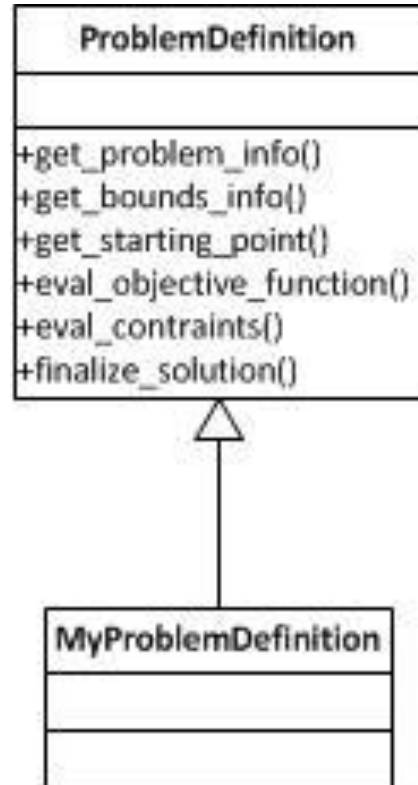 ProblemDefinition
+get_problem_info()
+get_bounds_info()
+get_starting_point()
+eval_objective_function()
+eval_contraints()
+finalize_solution()
MyProblemDefinition